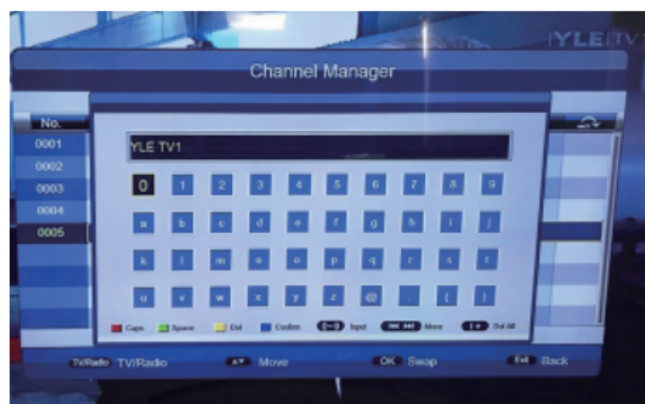 YLE TV1
Channel Manager
No.
0001
0002
0003
0004
0005
YLE TV1
0 1 2 3 4 5 6 7 8 9
a b c d e f g h i j
k l m n o p q r s t
u v w x y z @ . ( )
Caps Space Del Confirm Input Move Del All
TV/Radio TV/Radio Move OK Swap Exit Back